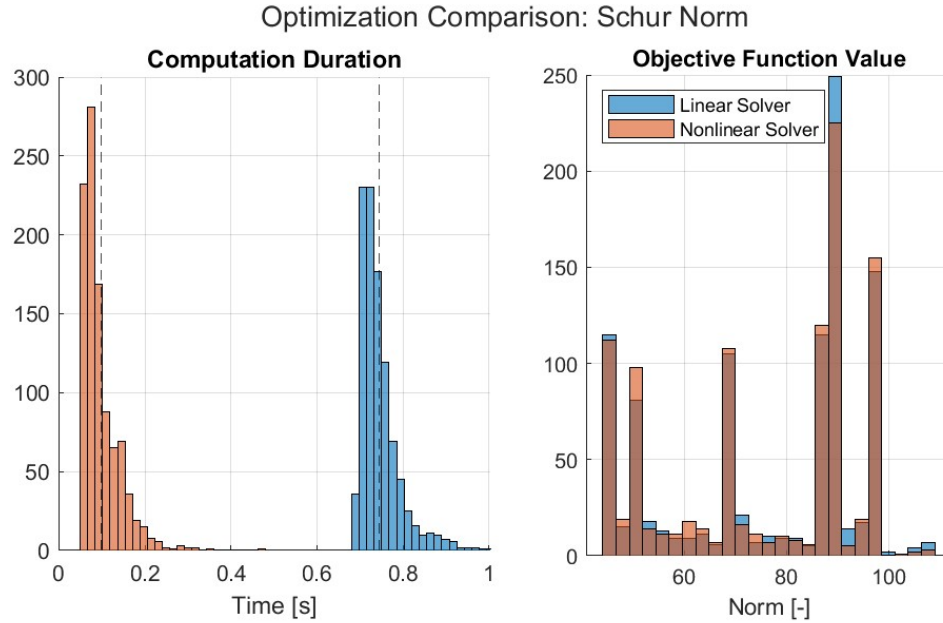 Optimization Comparison: Schur Norm
Computation Duration
300
250
200
150
100
50
0
0 0.2 0.4 0.6 0.8 1
Time [s]
Objective Function Value
Linear Solver
Nonlinear Solver
250
200
150
100
50
0
60 80 100
Norm [-]